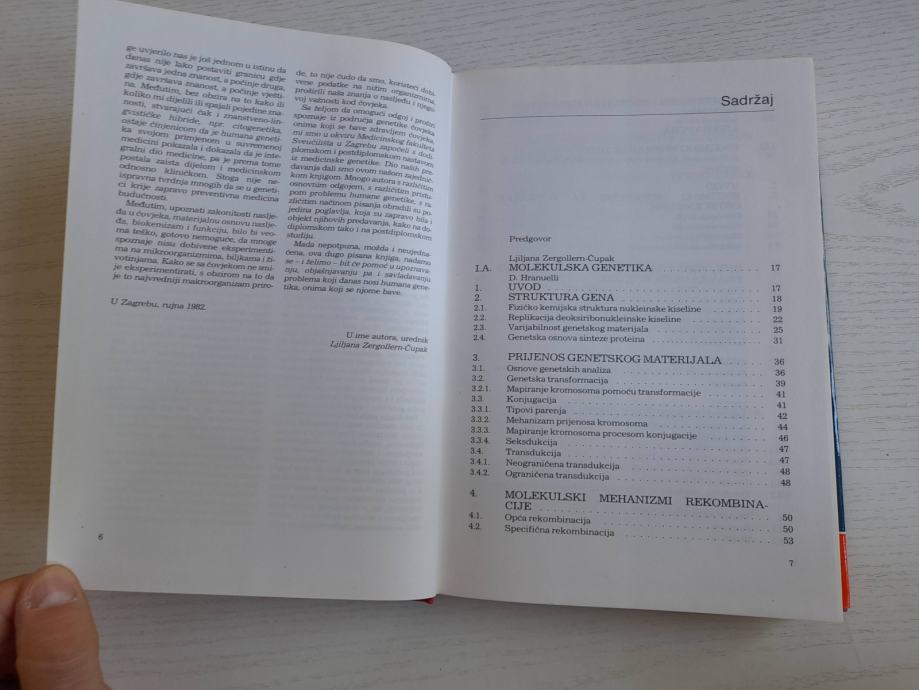 ge uvjerilo nas je još jednom u istinu da
danas nije lako postaviti granicu gdje
završava jedna znanost, a počinje druga,
gdje završava znanost, a počinje vješti-
na. Međutim, bez obzira na to kako ili
koliko mi dijelili ili spajali pojedine zna-
nosti, stvarajući čak i znanstveno-lin-
gvističke hibride, npr. citogenetika,
ostaje činjenicom da je humana geneti-
ka svojom primjenom u suvremenoj
medicini pokazala i dokazala da je inte-
gralni dio medicine, pa je prema tome
postala zaista dijelom i medicinskom
odnosno kliničkom. Stoga nije ne-
ispravna tvrdnja mnogih da se u geneti-
ci krije zapravo preventivna medicina
budućnosti.
Međutim, upoznati zakonitosti naslje-
đa u čovjeka, materijalnu osnovu naslje-
đa, biokemizam i funkciju, bilo bi veo-
ma teško, gotovo nemoguće, da mnoge
spoznaje nisu dobivene eksperimenti-
ma na mikroorganizmima, biljkama i ži-
votinjama. Kako se sa čovjekom ne smi-
je eksperimentirati, s obzirom na to da
je to najvredniji makroorganizam priro-
de, to nije čudo da smo, koristeći dobi-
vene podatke na nižim organizmima,
proširili naša znanja o nasljeđu i njego-
voj važnosti kod čovjeka.
Sa željom da omogući odgoj i proširi
spoznaje iz područja genetike čovjeka
onima koji se bave zdravljem čovjeka,
mi smo u okviru Medicinskog fakulteta
Sveučilišta u Zagrebu započeli s dodi-
plomskom i postdiplomskom nastavom
iz medicinske genetike. Dio naših pre-
davanja dali smo ovom našom zajednič-
kom knjigom. Mnogo autora s različitim
osnovnim odgojem, s različitim pristu-
pom problemu humane genetike, s ra-
zličitim načinom pisanja obradili su po-
jedina poglavlja, koja su zapravo bila i
objekt njihovih predavanja, kako na do-
diplomskom tako i na postdiplomskom
studiju.
Mada nepotpuna, možda i neujedna-
čena, ova dugo pisana knjiga, nadamo
se – i želimo – bit će pomoć u upoznava-
nju, objašnjavanju pa i savladavanju
problema koji danas nosi humana gene-
tika, onima koji se njome bave.
U Zagrebu, rujna 1982.
U ime autora, urednik
Ljiljana Zergollern-Čupak
6
Sadržaj
Predgovor
Ljiljana Zergollern-Čupak
I.A. MOLEKULSKA GENETIKA 17
D. Hranuelli
1. UVOD 17
2. STRUKTURA GENA 18
2.1. Fizičko kemijska struktura nukleinske kiseline 19
2.2. Replikacija deoksiribonukleinske kiseline 22
2.3. Varijabilnost genetskog materijala 25
2.4. Genetska osnova sinteze proteina 31
3. PRIJENOS GENETSKOG MATERIJALA 36
3.1. Osnove genetskih analiza 36
3.2. Genetska transformacija 39
3.2.1. Mapiranje kromosoma pomoću transformacije 41
3.3. Konjugacija 41
3.3.1. Tipovi parenja 42
3.3.2. Mehanizam prijenosa kromosoma 44
3.3.3. Mapiranje kromosoma procesom konjugacije 46
3.3.4. Seksdukcija 47
3.4. Transdukcija 47
3.4.1. Neograničena transdukcija 48
3.4.2. Ograničena transdukcija 48
4. MOLEKULSKI MEHANIZMI REKOMBINA-
CIJE 50
4.1. Opća rekombinacija 50
4.2. Specifična rekombinacija 53
7